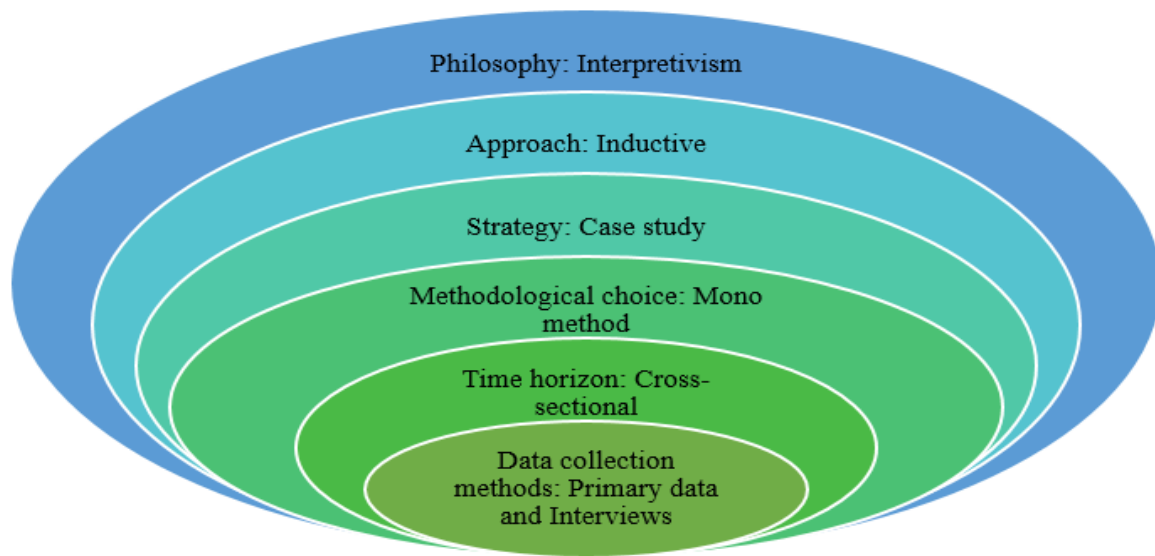 Philosophy: Interpretivism
Approach: Inductive
Strategy: Case study
Methodological choice: Mono
method
Time horizon: Cross-
sectional
Data collection
methods: Primary data
and Interviews